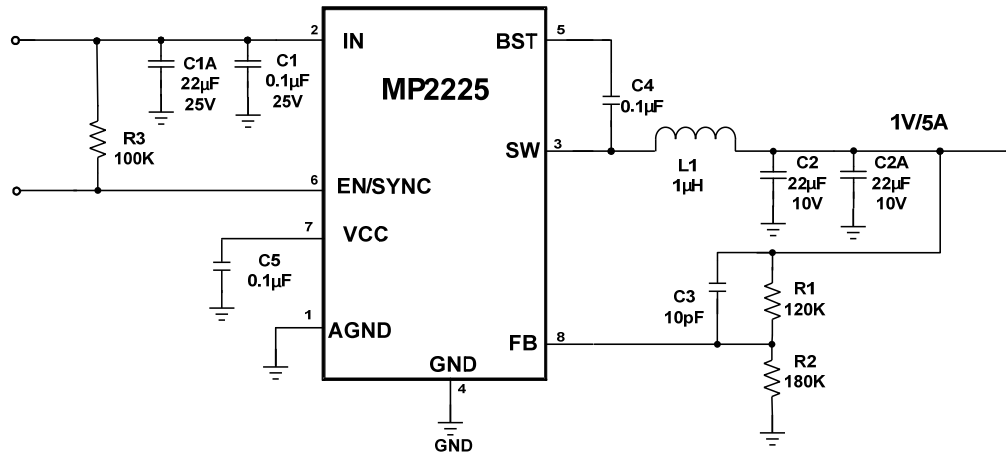 2
IN
BST
5
C1A
22µF
25V
C1
0.1µF
25V
MP2225
C4
0.1µF
1V/5A
R3
100K
SW
3
L1
1µH
C2
22µF
10V
C2A
22µF
10V
6
EN/SYNC
7
VCC
C5
0.1µF
C3
10pF
R1
120K
1
AGND
FB
8
R2
180K
GND
4
GND